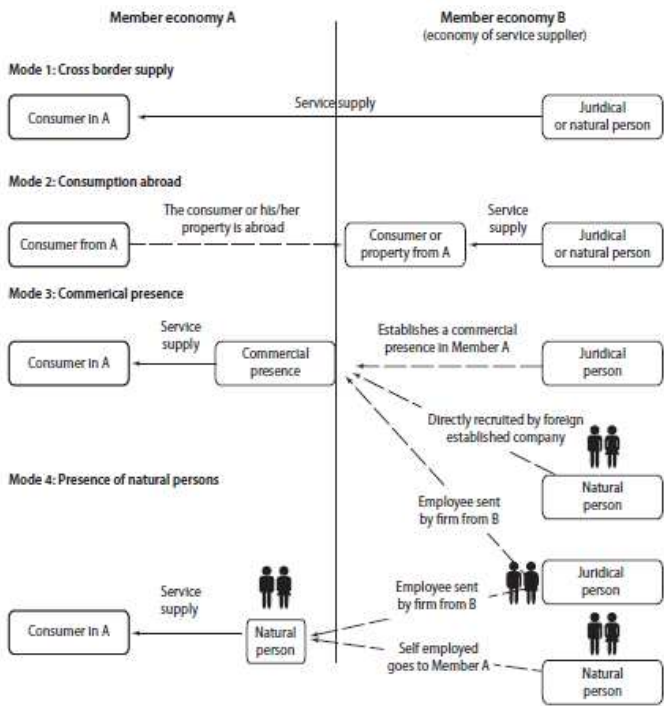 Member economy A
Member economy B
(economy of service supplier)
Mode 1: Cross border supply
Service supply
Consumer in A
Juridical
or natural person
Mode 2: Consumption abroad
The consumer or his/her
property is abroad
Service
supply
Consumer from A
Consumer or
property from A
Juridical
or natural person
Mode 3: Commerical presence
Service
supply
Establishes a commercial
presence in Member A
Consumer in A
Commercial
presence
Juridical
person
Directly recruited by foreign
established company
Mode 4: Presence of natural persons
Natural
person
Employee sent
by firm from B
Service
supply
Employee sent
by firm from B
Juridical
person
Consumer in A
Natural
person
Self employed
goes to Member A
Natural
person